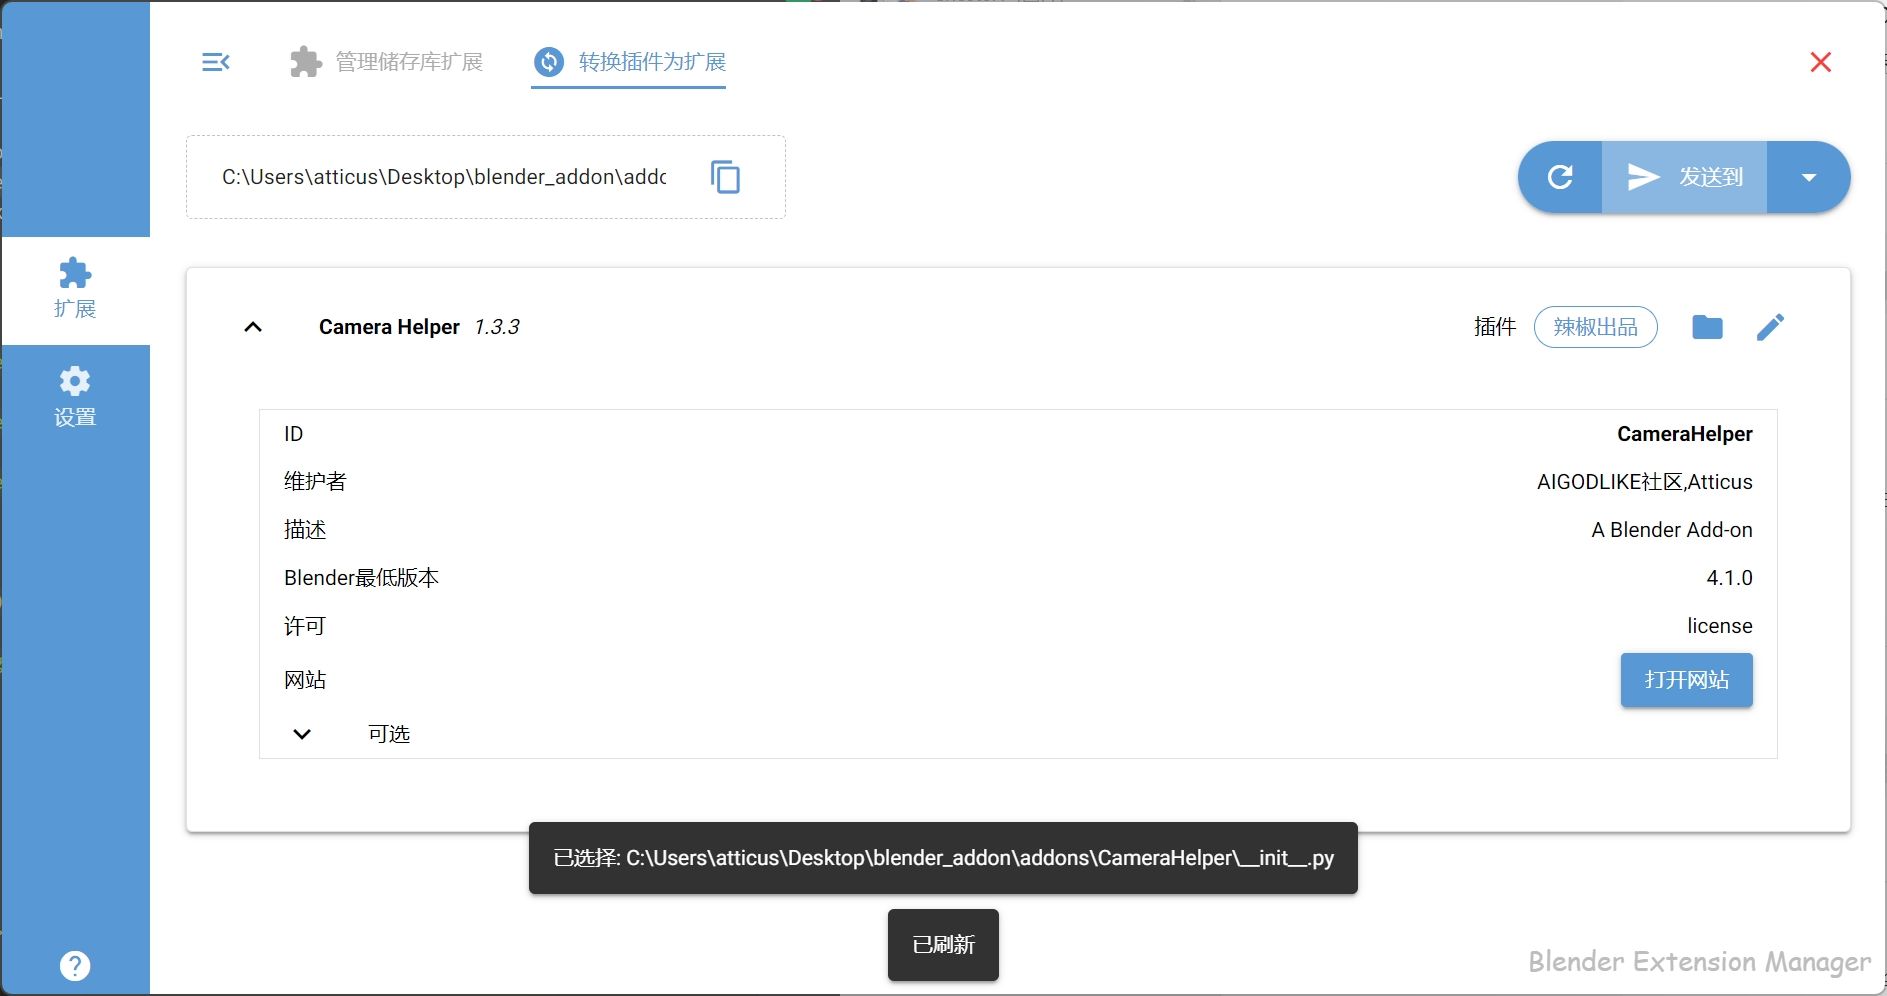 管理储存库扩展
转换插件为扩展
C:\Users\atticus\Desktop\blender_addon\addc
发送到
扩展
设置
Camera Helper 1.3.3
插件 辣椒出品
ID CameraHelper
维护者 AIGODLIKE社区,Atticus
描述 A Blender Add-on
Blender最低版本 4.1.0
许可 license
网站 打开网站
可选
已选择: C:\Users\atticus\Desktop\blender_addon\addons\CameraHelper\__init__.py
已刷新
?
Blender Extension Manager